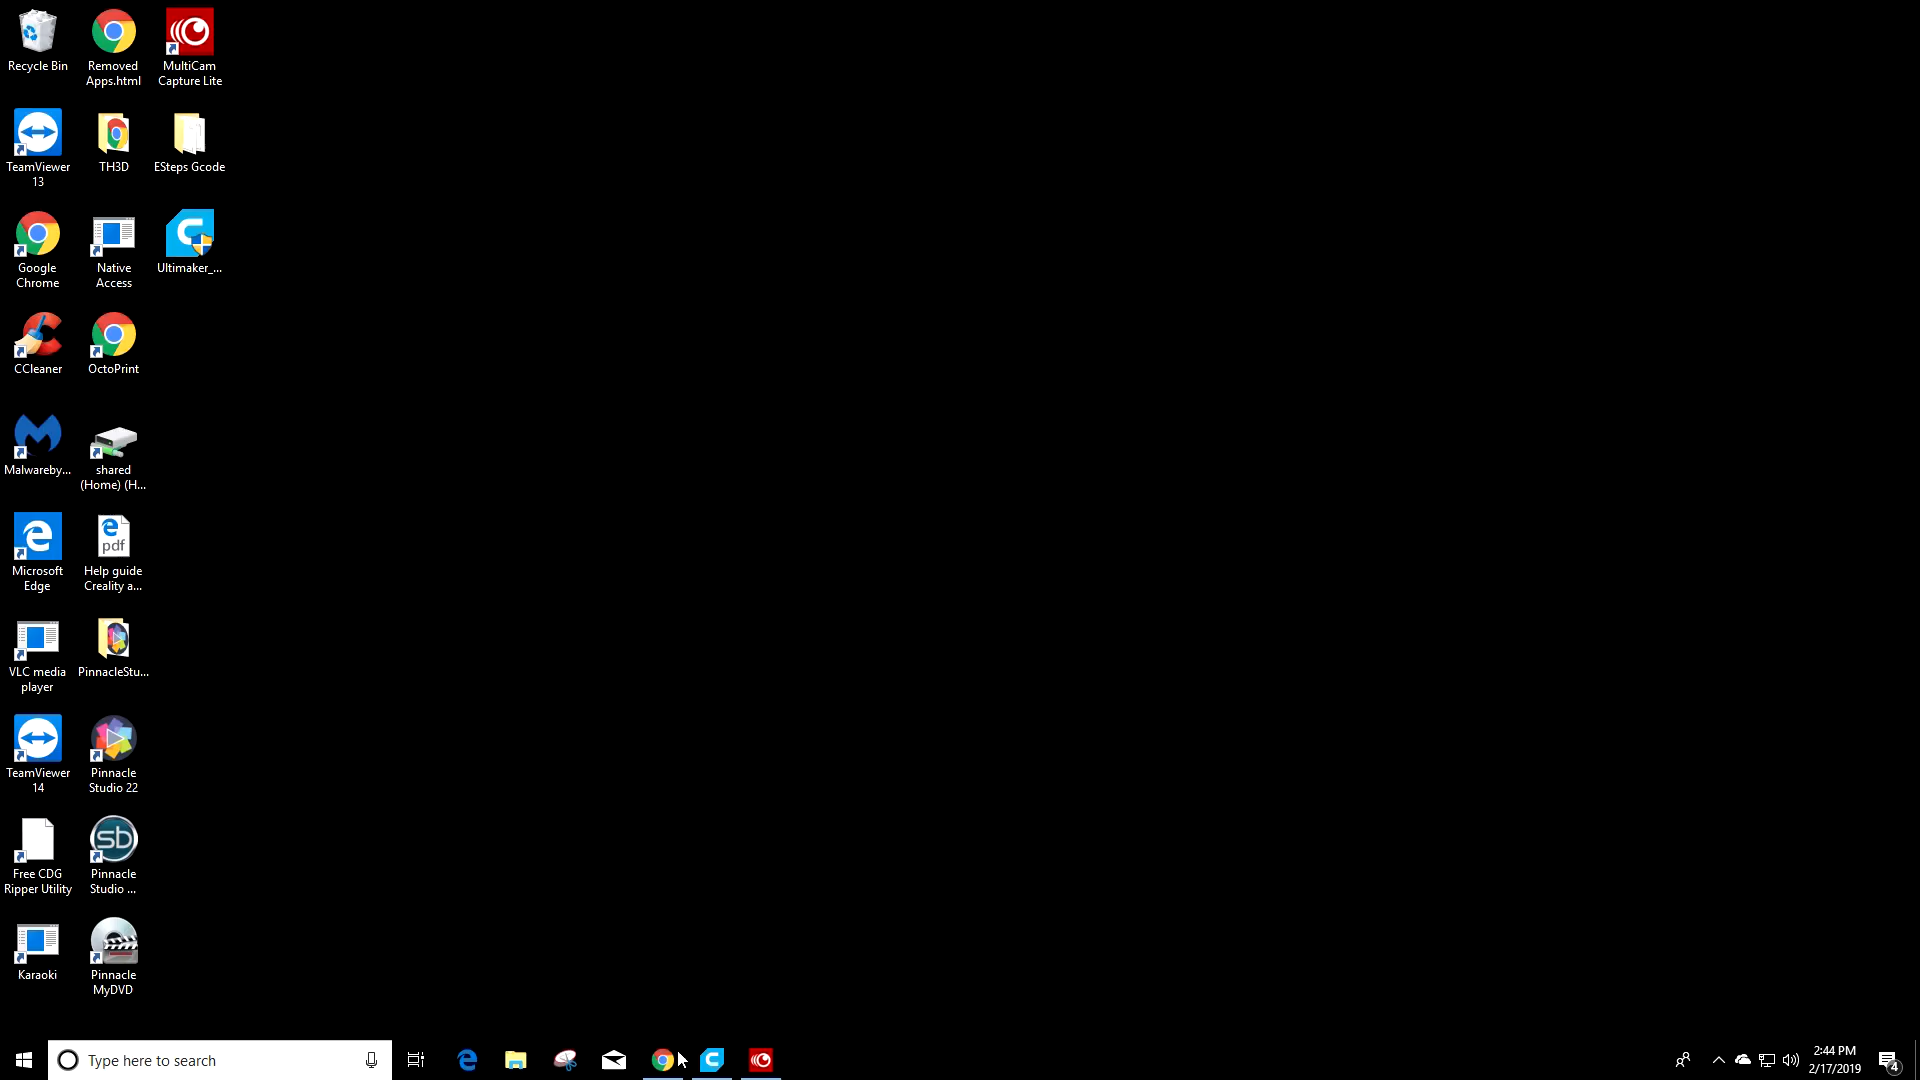 Recycle Bin
Removed
Apps.html
MultiCam
Capture Lite
TeamViewer
13
TH3D
ESteps Gcode
Google
Chrome
Native
Access
Ultimaker_...
CCleaner
OctoPrint
Malwareby...
shared
(Home) (H...
Microsoft
Edge
pdf
Help guide
Creality a...
VLC media
player
PinnacleStu...
TeamViewer
14
Pinnacle
Studio 22
sb
Free CDG
Ripper Utility
Pinnacle
Studio ...
Karaoki
Pinnacle
MyDVD
Type here to search
2:44 PM
2/17/2019
4